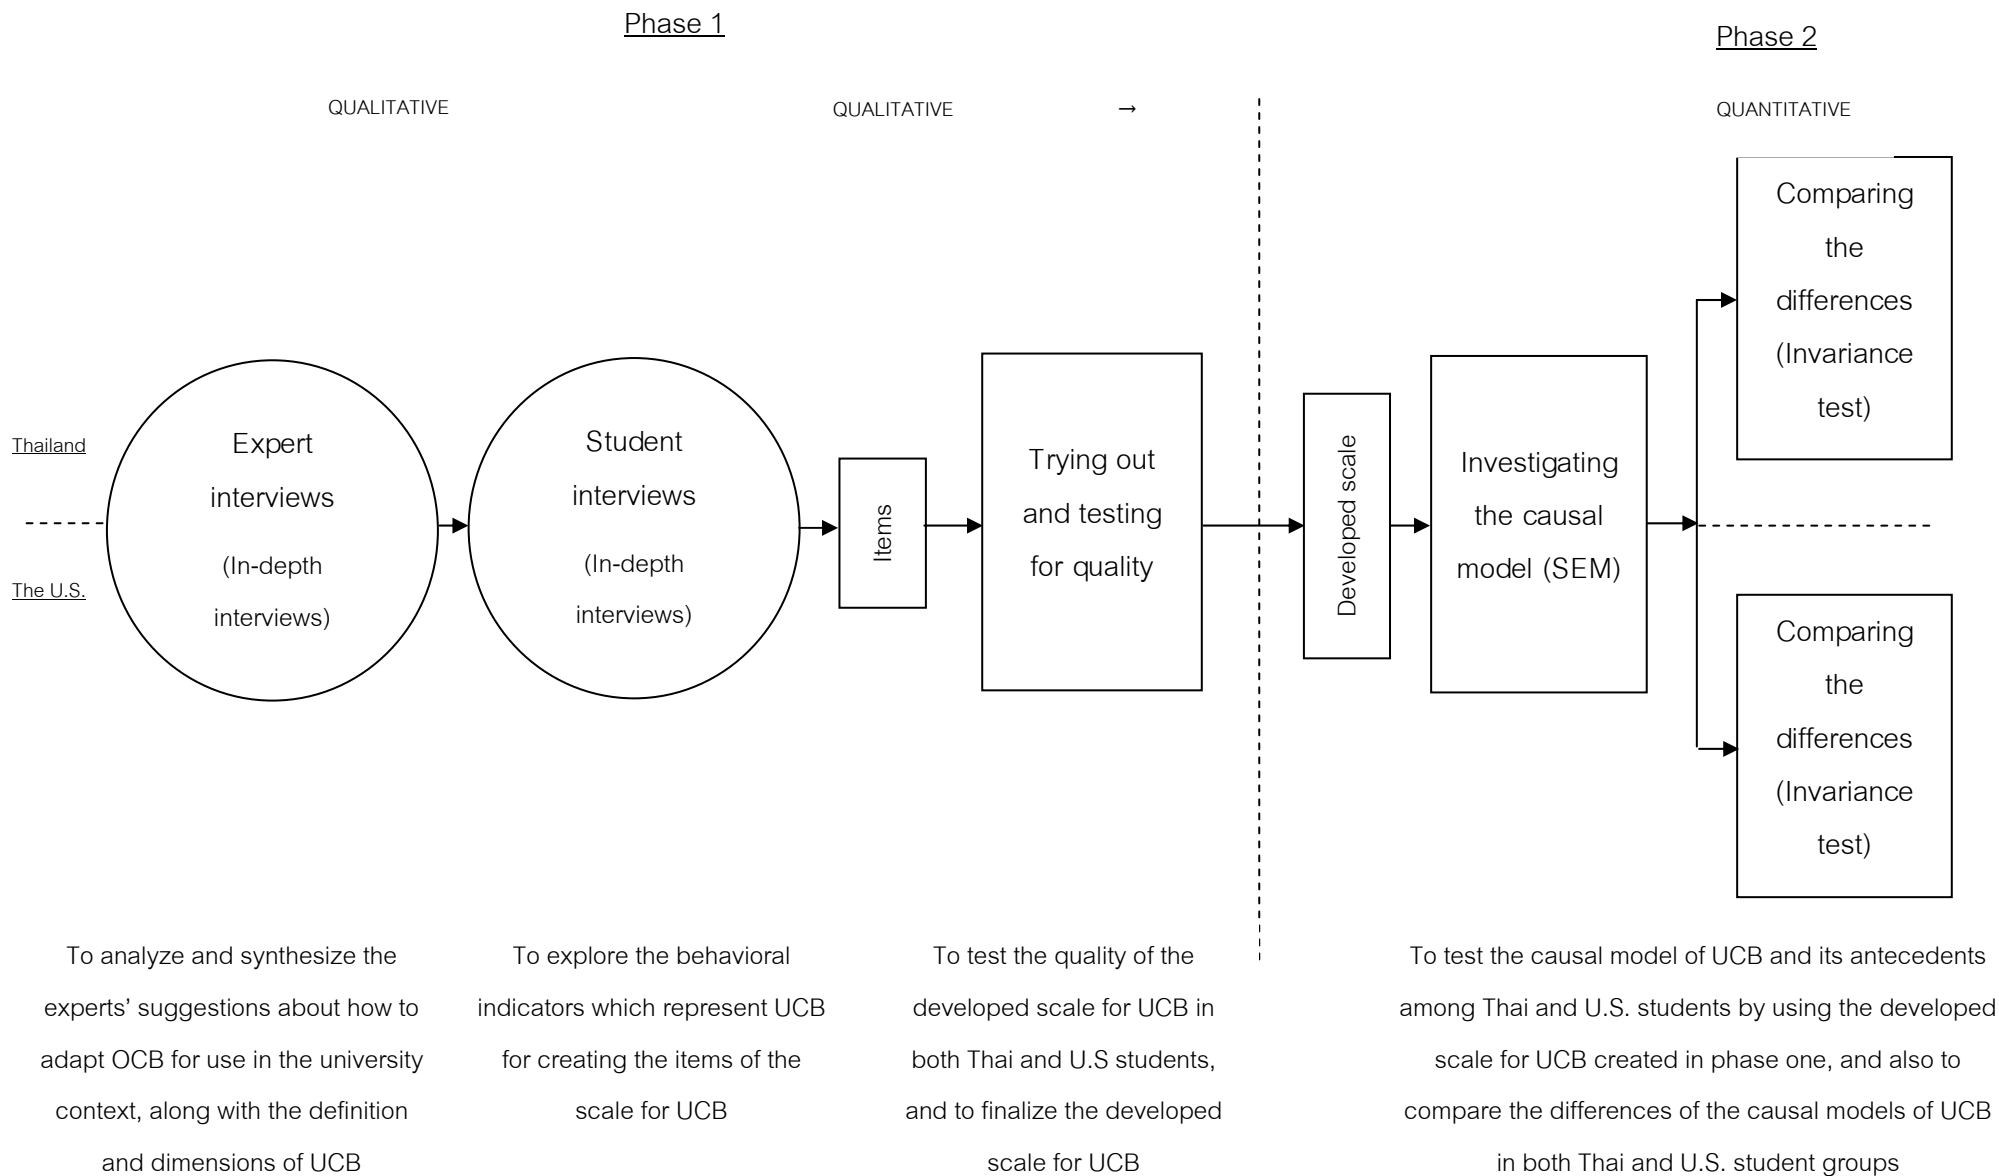 Phase 1
Phase 2
QUALITATIVE
QUALITATIVE
→
QUANTITATIVE
Thailand
The U.S.
Expert
interviews
(In-depth
interviews)
Student
interviews
(In-depth
interviews)
Items
Trying out
and testing
for quality
Developed scale
Investigating
the causal
model (SEM)
Comparing
the
differences
(Invariance
test)
Comparing
the
differences
(Invariance
test)
To analyze and synthesize the
experts’ suggestions about how to
adapt OCB for use in the university
context, along with the definition
and dimensions of UCB
To explore the behavioral
indicators which represent UCB
for creating the items of the
scale for UCB
To test the quality of the
developed scale for UCB in
both Thai and U.S students,
and to finalize the developed
scale for UCB
To test the causal model of UCB and its antecedents
among Thai and U.S. students by using the developed
scale for UCB created in phase one, and also to
compare the differences of the causal models of UCB
in both Thai and U.S. student groups